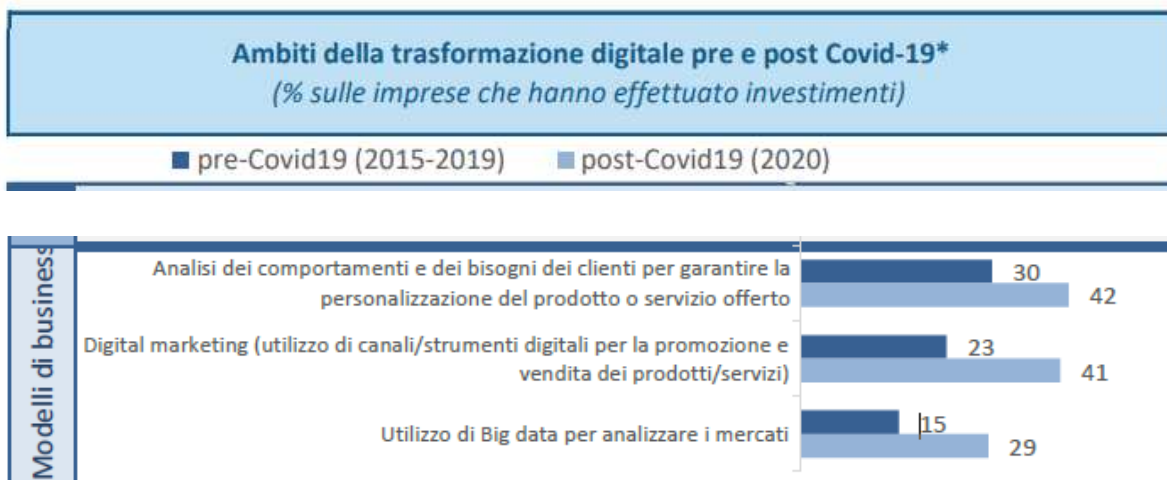 Ambiti della trasformazione digitale pre e post Covid-19*
(% sulle imprese che hanno effettuato investimenti)
pre-Covid19 (2015-2019) post-Covid19 (2020)
Modelli di business
Analisi dei comportamenti e dei bisogni dei clienti per garantire la
personalizzazione del prodotto o servizio offerto
30
42
Digital marketing (utilizzo di canali/strumenti digitali per la promozione e
vendita dei prodotti/servizi)
23
41
Utilizzo di Big data per analizzare i mercati
15
29